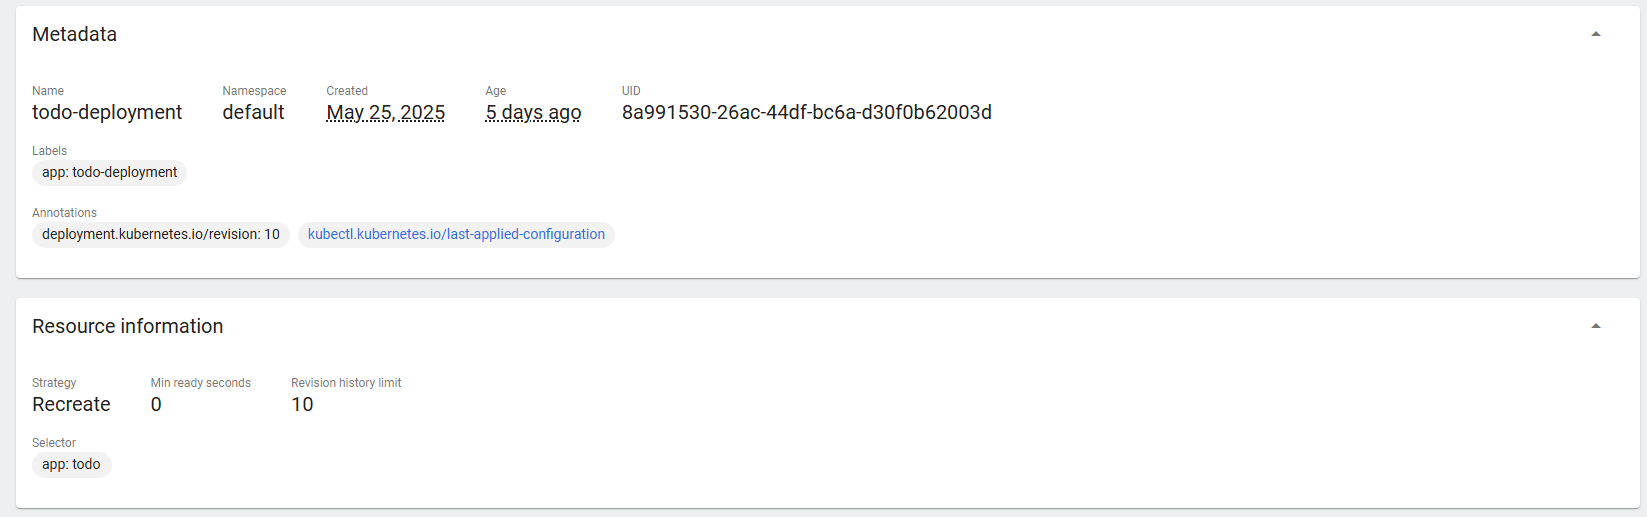 Metadata
Name Namespace Created Age UID
todo-deployment default May 25, 2025 5 days ago 8a991530-26ac-44df-bc6a-d30f0b62003d
Labels
app: todo-deployment
Annotations
deployment.kubernetes.io/revision: 10 kubectl.kubernetes.io/last-applied-configuration
Resource information
Strategy Min ready seconds Revision history limit
Recreate 0 10
Selector
app: todo